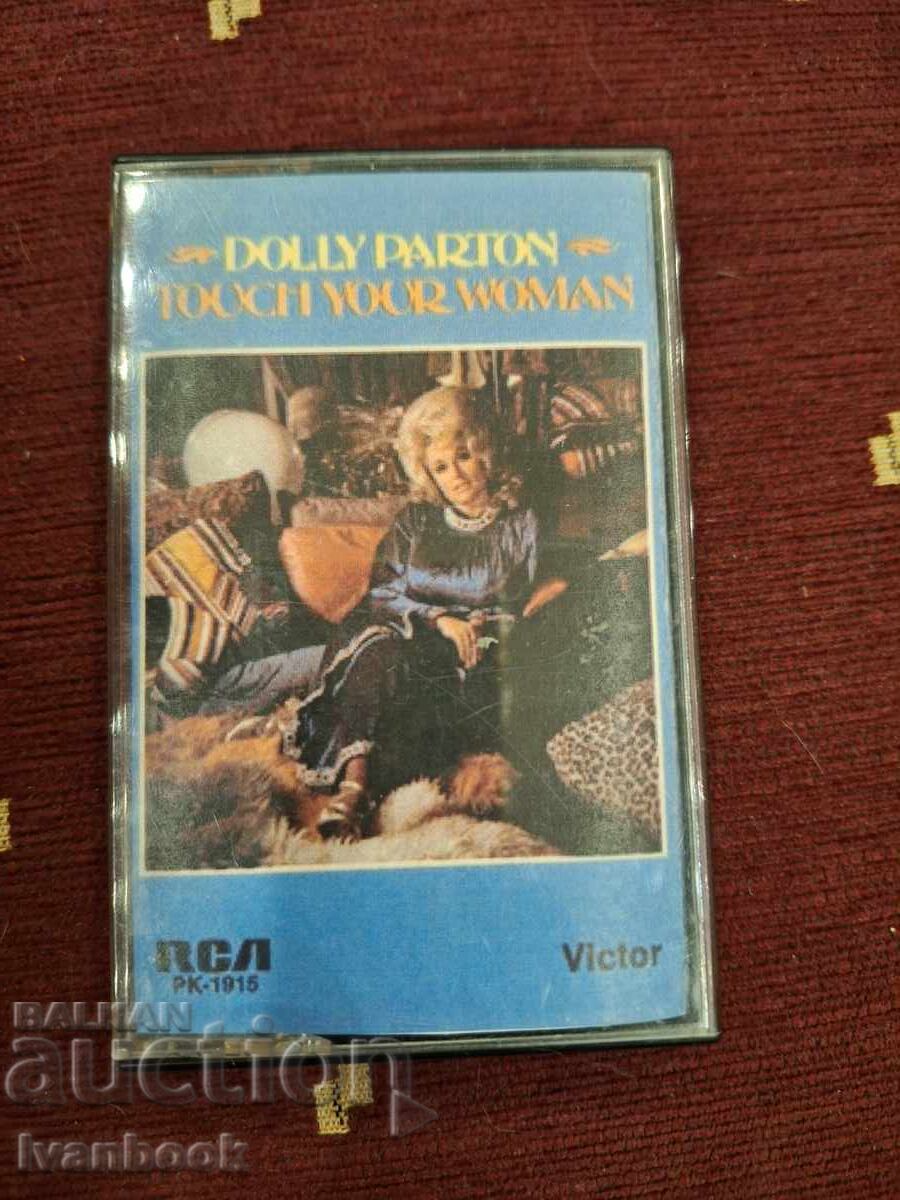 DOLLY PARTON
TOUCH YOUR WOMAN
RCA
PK-1915
Victor
BALKAN
auction
Ivanbook